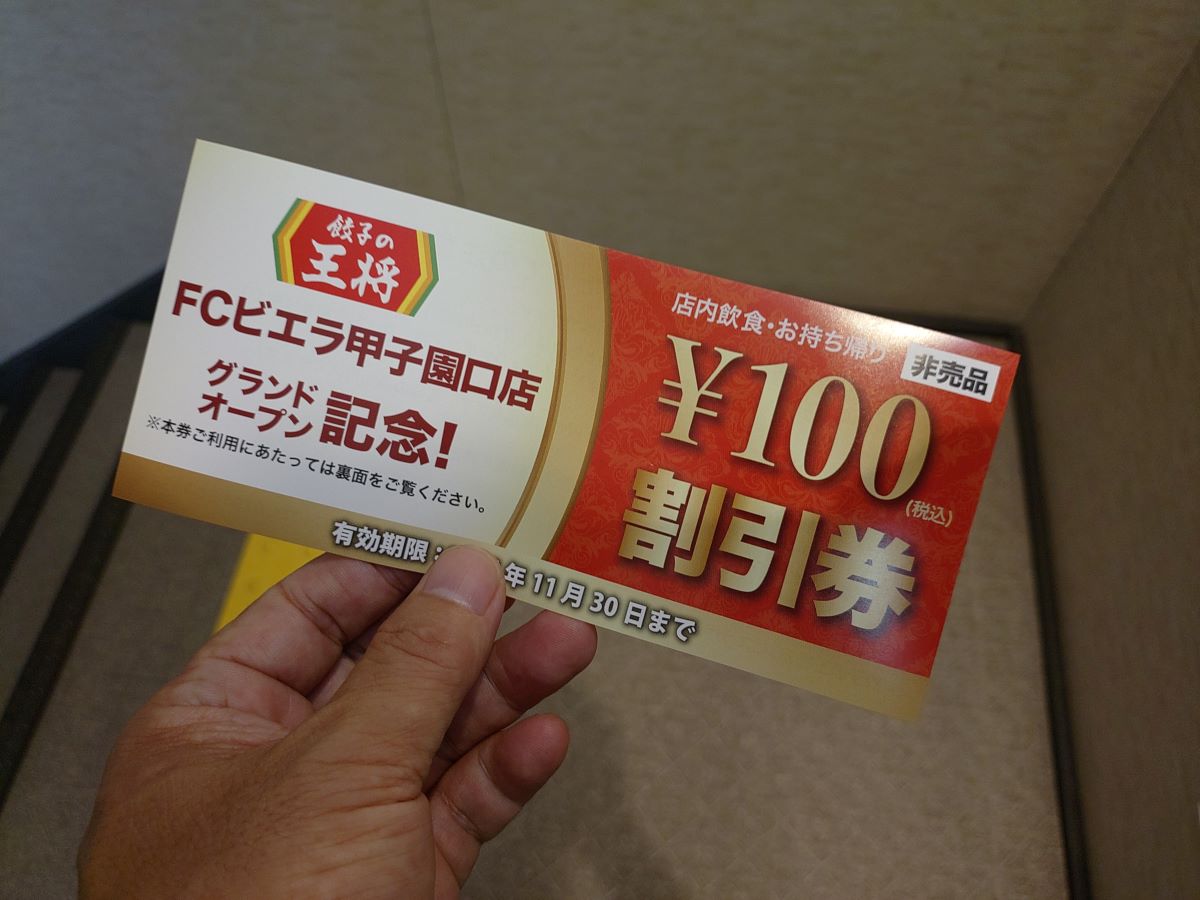 餃子の
王将
FCビエラ甲子園口店
グランド
オープン 記念!
※本券ご利用にあたっては裏面をご覧ください。
店内飲食・お持ち帰り
非売品
¥100
(税込)
割引券
有効期限: 年11月30日まで